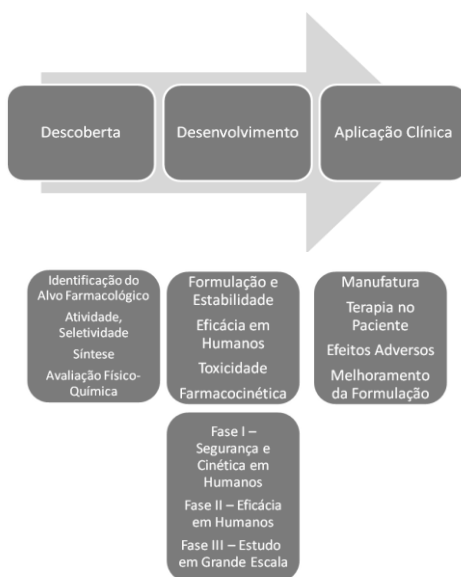 Descoberta
Desenvolvimento
Aplicação Clínica
Identificação do
Alvo Farmacológico
Atividade,
Seletividade
Síntese
Avaliação Físico-
Química
Formulação e
Estabilidade
Eficácia em
Humanos
Toxicidade
Farmacocinética
Manufatura
Terapia no
Paciente
Efeitos Adversos
Melhoramento
da Formulação
Fase I –
Segurança e
Cinética em
Humanos
Fase II – Eficácia
em Humanos
Fase III – Estudo
em Grande Escala